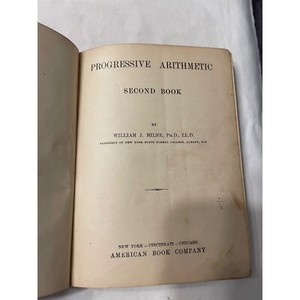 PROGRESSIVE ARITHMETIC
SECOND BOOK
BY
WILLIAM J. MILNE, PH.D., LL.D.
PRESIDENT OF NEW YORK STATE NORMAL COLLEGE, ALBANY, N.Y.
NEW YORK · CINCINNATI · CHICAGO
AMERICAN BOOK COMPANY